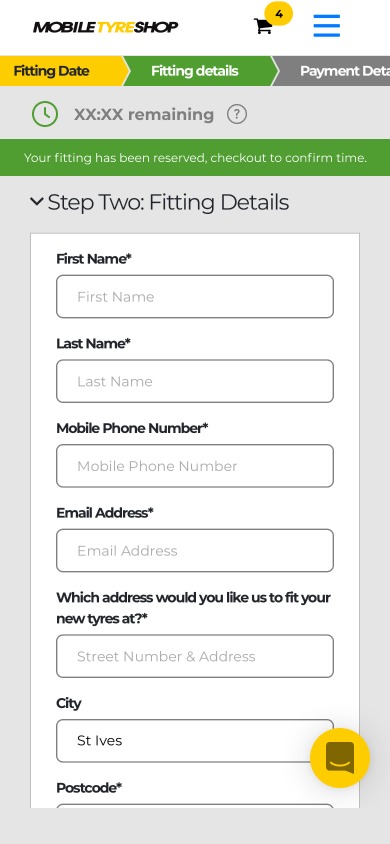 MOBILETYRESHOP
4
Fitting Date
Fitting details
Payment Deta
XX:XX remaining
?
Your fitting has been reserved, checkout to confirm time.
Step Two: Fitting Details
First Name*
First Name
Last Name*
Last Name
Mobile Phone Number*
Mobile Phone Number
Email Address*
Email Address
Which address would you like us to fit your
new tyres at?*
Street Number & Address
City
St Ives
Postcode*